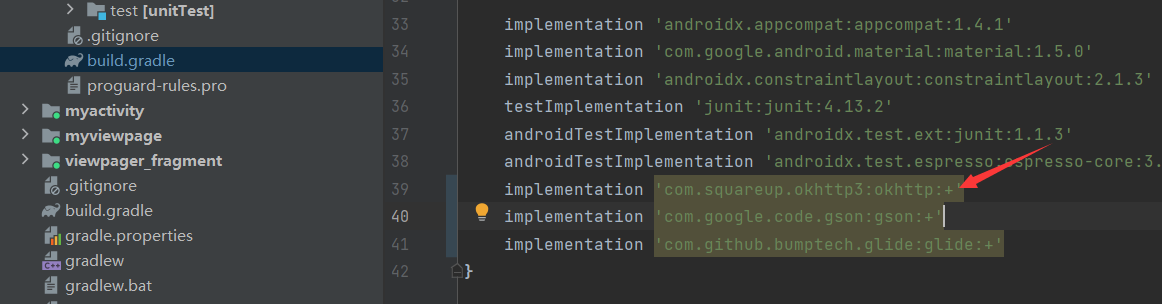 test [unitTest]
.gitignore
build.gradle
proguard-rules.pro
myactivity
myviewpage
viewpager_fragment
.gitignore
build.gradle
gradle.properties
gradlew
gradlew.bat
33 implementation 'androidx.appcompat:appcompat:1.4.1'
34 implementation 'com.google.android.material:material:1.5.0'
35 implementation 'androidx.constraintlayout:constraintlayout:2.1.3'
36 testImplementation 'junit:junit:4.13.2'
37 androidTestImplementation 'androidx.test.ext:junit:1.1.3'
38 androidTestImplementation 'androidx.test.espresso:espresso-core:3.
39 implementation 'com.squareup.okhttp3:okhttp:+'
40 implementation 'com.google.code.gson:gson:+'
41 implementation 'com.github.bumptech.glide:glide:+'
42 }